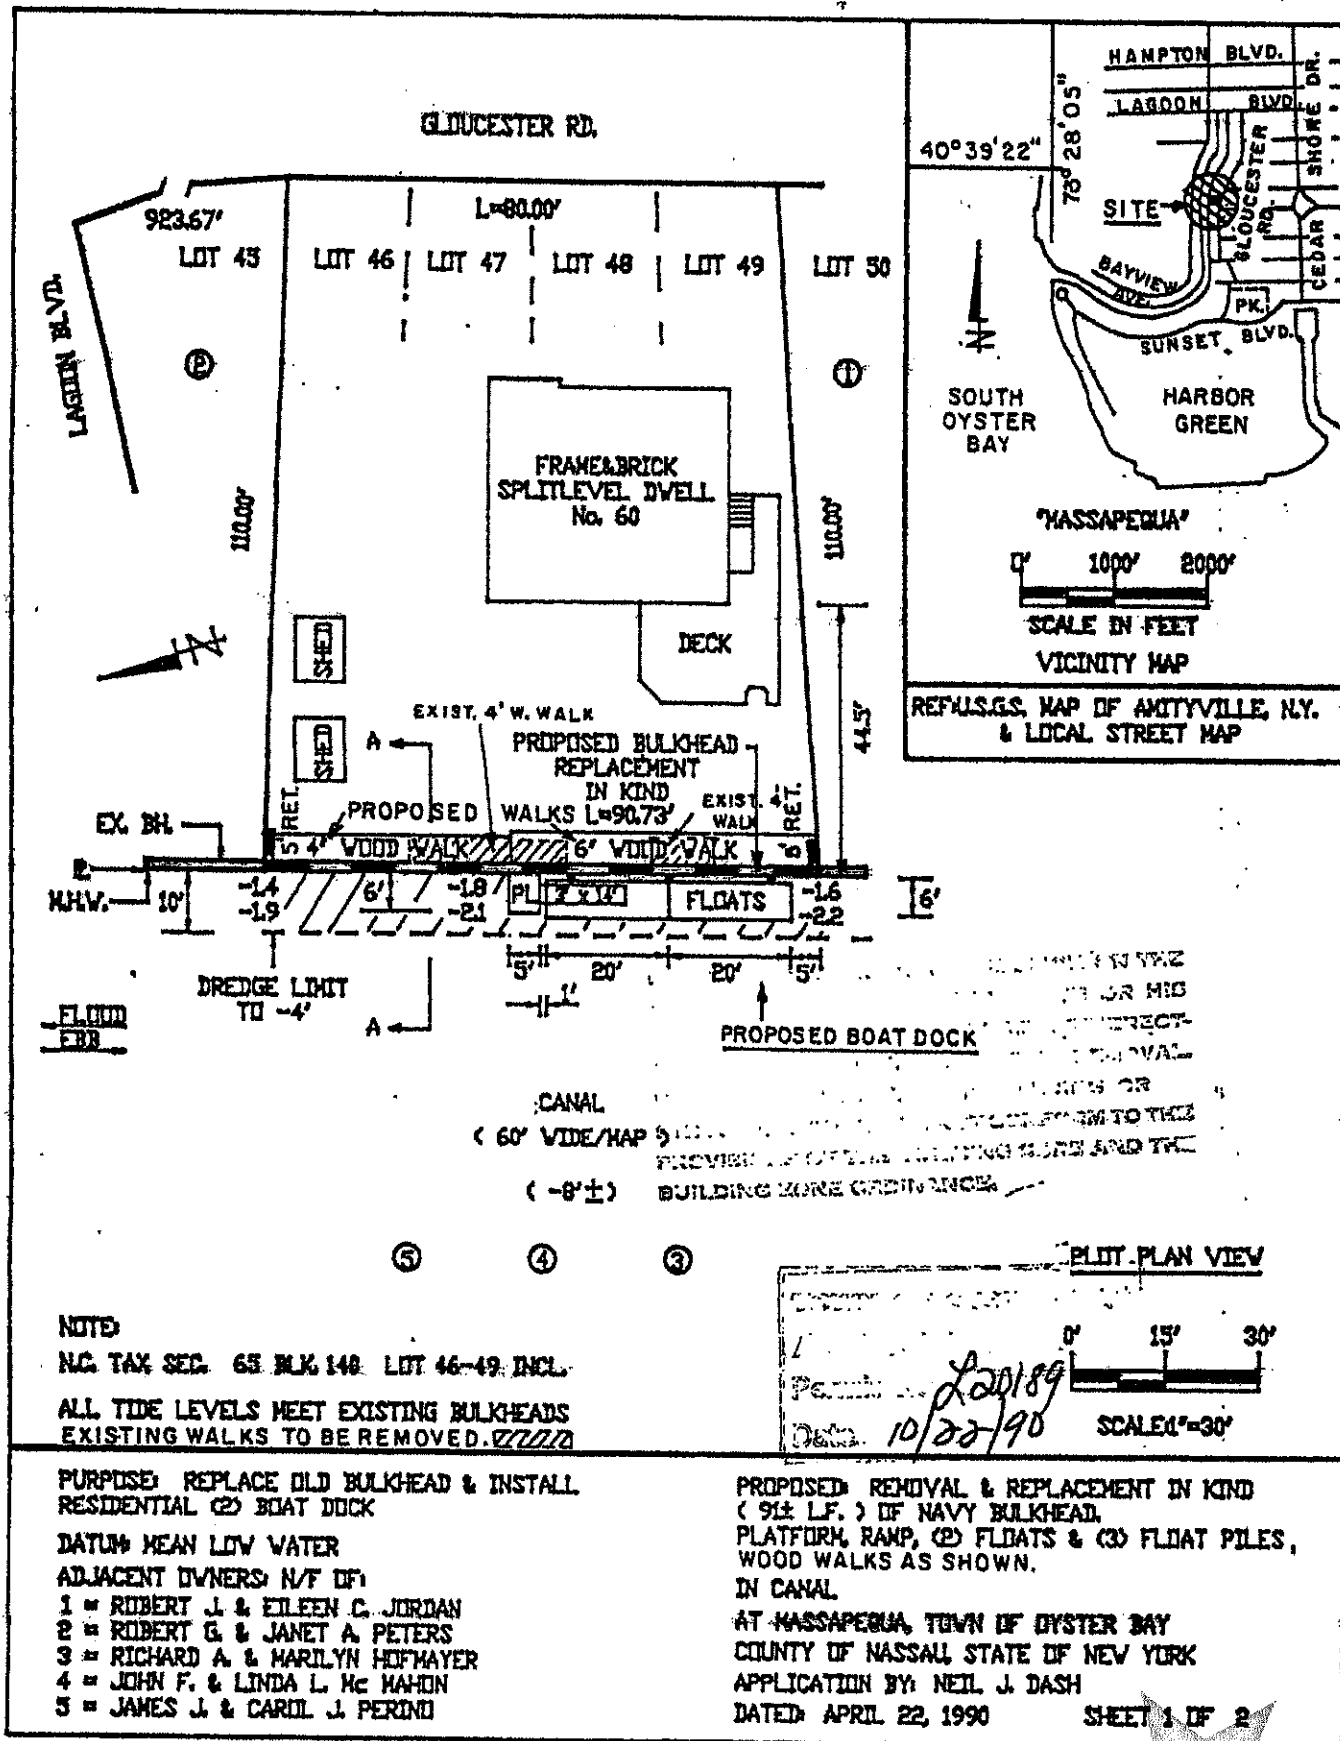 GLOUCESTER RD.
923.67'
L=80.00'
LOT 45
LOT 46
LOT 47
LOT 48
LOT 49
LOT 50
LAGOON BLVD.
2
1
110.00'
FRAME&BRICK
SPLITLEVEL DWELL
No. 60
110.00'
SHED
DECK
N
44.5'
SHED
A
EXIST. 4' W. WALK
PROPOSED BULKHEAD
REPLACEMENT
IN KIND
WALKS L=90.73'
EXIST. 4'
WALK
5' RET.
8' RET.
PROPOSED
4' WOOD WALK
6' WOOD WALK
EX. BH.
M.H.W.
10'
-1.4
-1.9
6'
-1.8
-2.1
PL
3' X 14'
FLOATS
-1.6
-2.2
6'
5'
20'
20'
5'
1'
DREDGE LIMIT
TO -4'
A
FLOOD
EBB
PROPOSED BOAT DOCK
CANAL
( 60' WIDE/MAP )
( -8'± )
5
4
3
OR
TO THE
AND THE
BUILDING ZONE ORDINANCE
HAMPTON BLVD.
LAGOON BLVD.
40°39'22"
73°28'05"
SITE
GLOUCESTER
RD.
CEDAR SHORE DR.
BAYVIEW
AVE.
PK.
SUNSET BLVD.
N
SOUTH
OYSTER
BAY
HARBOR
GREEN
"MASSAPEQUA"
0' 1000' 2000'
SCALE IN FEET
VICINITY MAP
REF:U.S.G.S. MAP OF AMITYVILLE, N.Y.
& LOCAL STREET MAP
PLOT PLAN VIEW
0' 15' 30'
SCALE:1"=30'
Permit L20189
Date 10/22/90
NOTE:
N.C. TAX SEC. 65 BLK 140 LOT 46-49 INCL.
ALL TIDE LEVELS MEET EXISTING BULKHEADS
EXISTING WALKS TO BE REMOVED.
PURPOSE: REPLACE OLD BULKHEAD & INSTALL
RESIDENTIAL (2) BOAT DOCK
DATUM: MEAN LOW WATER
ADJACENT OWNERS: N/F OF:
1 = ROBERT J. & EILEEN C. JORDAN
2 = ROBERT G. & JANET A. PETERS
3 = RICHARD A. & MARILYN HOFMAYER
4 = JOHN F. & LINDA L. Mc MAHON
5 = JAMES J. & CAROL J. PERINO
PROPOSED: REMOVAL & REPLACEMENT IN KIND
( 91± L.F. ) OF NAVY BULKHEAD.
PLATFORM, RAMP, (2) FLOATS & (3) FLOAT PILES,
WOOD WALKS AS SHOWN.
IN CANAL
AT MASSAPEQUA, TOWN OF OYSTER BAY
COUNTY OF NASSAU, STATE OF NEW YORK
APPLICATION BY: NEIL J. DASH
DATED: APRIL 22, 1990
SHEET 1 OF 2